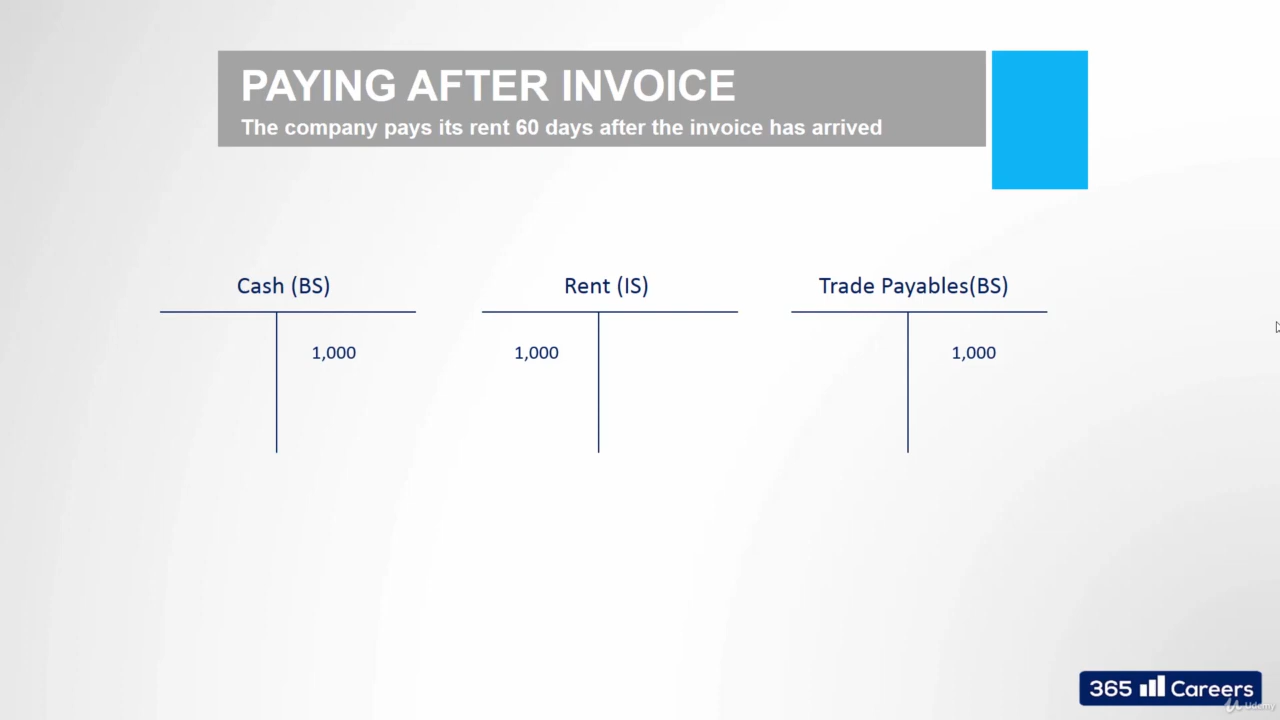 PAYING AFTER INVOICE
The company pays its rent 60 days after the invoice has arrived
Cash (BS)
Rent (IS)
Trade Payables(BS)
1,000
1,000
1,000
365 Careers
Udemy